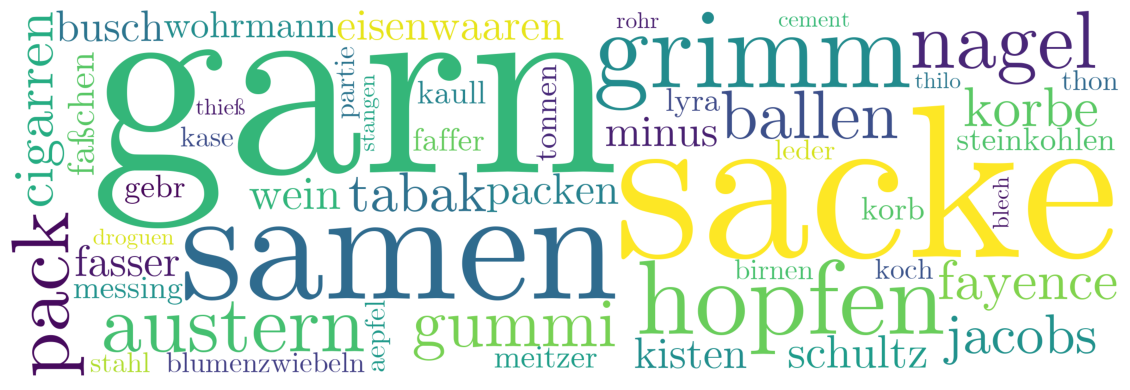 busch
wohrmann
eisenwaaren
rohr
cement
grimm
nagel
cigarren
faßchen
garn
partie
stangen
kaull
tonnen
thilo
thon
thieß
kase
faffer
lyra
minus
ballen
korbe
steinkohlen
leder
gebr
wein
tabak
packen
sacke
korb
blech
pack
droguen
fasser
messing
samen
hopfen
birnen
koch
fayence
austern
aepfel
gummi
meitzer
kisten
schultz
jacobs
stahl
blumenzwiebeln